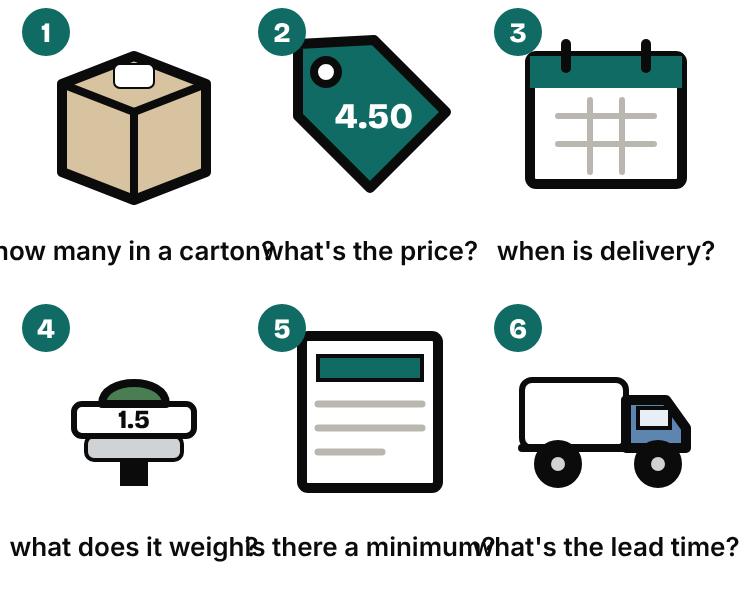 1
2
3
4.50
how many in a carton?
what's the price?
when is delivery?
4
5
6
1.5
what does it weigh?
is there a minimum?
what's the lead time?